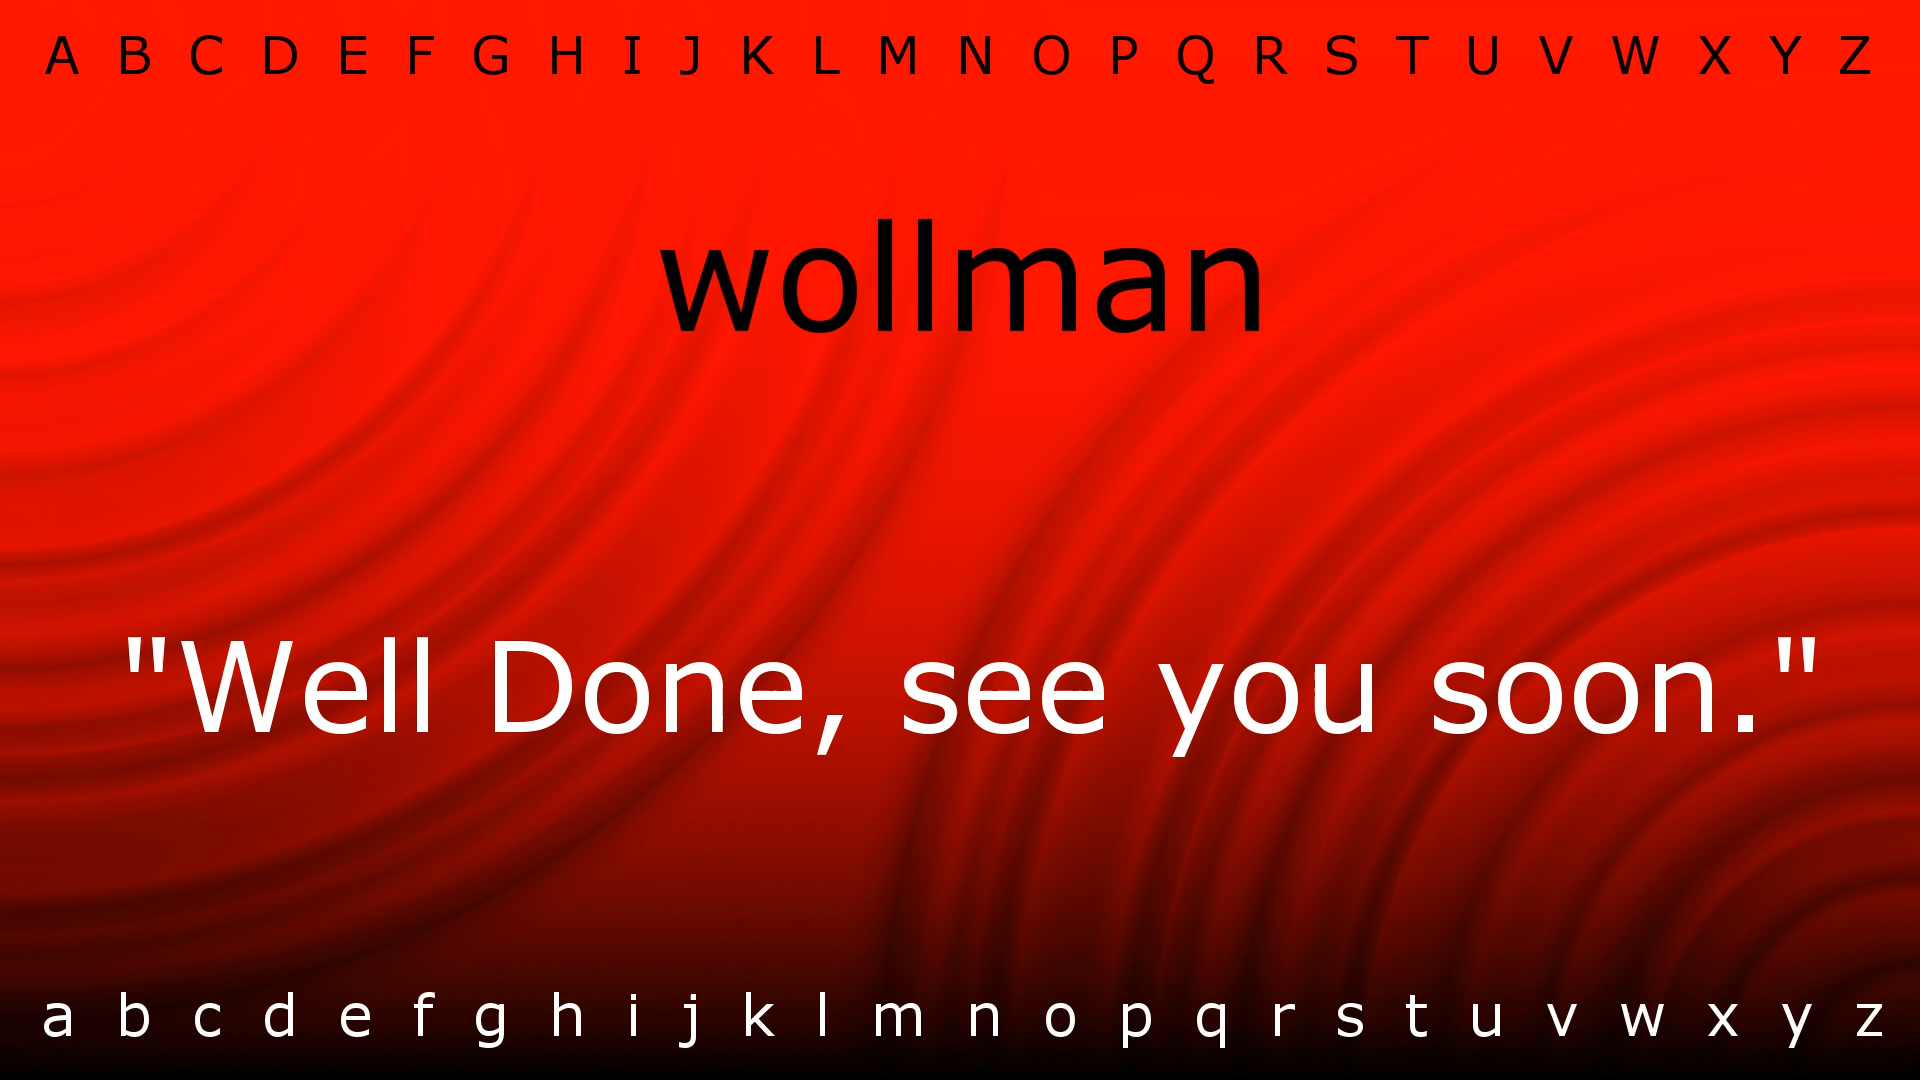 A B C D E F G H I J K L M N O P Q R S T U V W X Y Z
wollman
"Well Done, see you soon."
a b c d e f g h i j k l m n o p q r s t u v w x y z